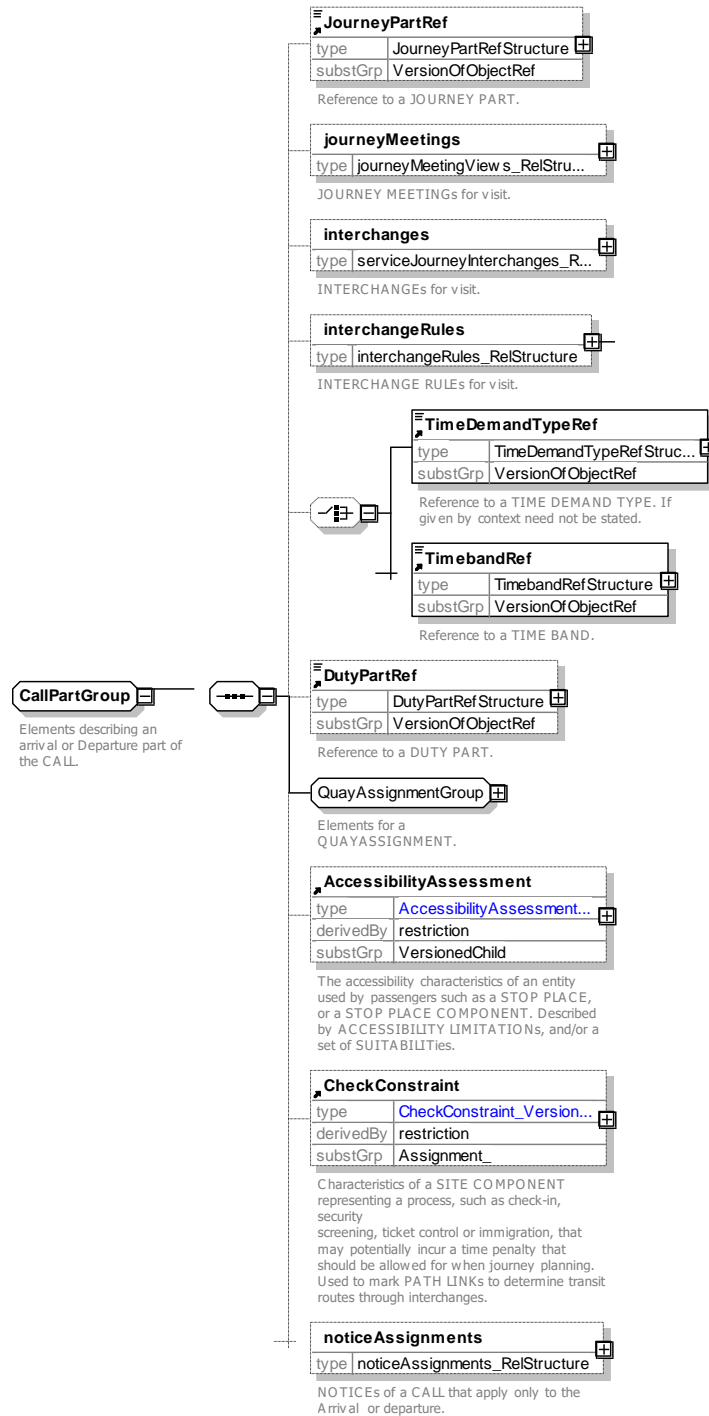 JourneyPartRef
type JourneyPartRefStructure
substGrp VersionOfObjectRef
Reference to a JOURNEY PART.
journeyMeetings
type journeyMeetingViews_RelStru...
JOURNEY MEETINGs for visit.
interchanges
type serviceJourneyInterchanges_R...
INTERCHANGEs for visit.
interchangeRules
type interchangeRules_RelStructure
INTERCHANGE RULEs for visit.
TimeDemandTypeRef
type TimeDemandTypeRefStruc...
substGrp VersionOfObjectRef
Reference to a TIME DEMAND TYPE. If
given by context need not be stated.
TimebandRef
type TimebandRefStructure
substGrp VersionOfObjectRef
Reference to a TIME BAND.
CallPartGroup
Elements describing an
arrival or Departure part of
the CALL.
DutyPartRef
type DutyPartRefStructure
substGrp VersionOfObjectRef
Reference to a DUTY PART.
QuayAssignmentGroup
Elements for a
QUAYASSIGNMENT.
AccessibilityAssessment
type AccessibilityAssessment...
derivedBy restriction
substGrp VersionedChild
The accessibility characteristics of an entity
used by passengers such as a STOP PLACE,
or a STOP PLACE COMPONENT. Described
by ACCESSIBILITY LIMITATIONs, and/or a
set of SUITABILITies.
CheckConstraint
type CheckConstraint_Version...
derivedBy restriction
substGrp Assignment_
Characteristics of a SITE COMPONENT
representing a process, such as check-in,
security
screening, ticket control or immigration, that
may potentially incur a time penalty that
should be allowed for when journey planning.
Used to mark PATH LINKs to determine transit
routes through interchanges.
noticeAssignments
type noticeAssignments_RelStructure
NOTICEs of a CALL that apply only to the
Arrival or departure.